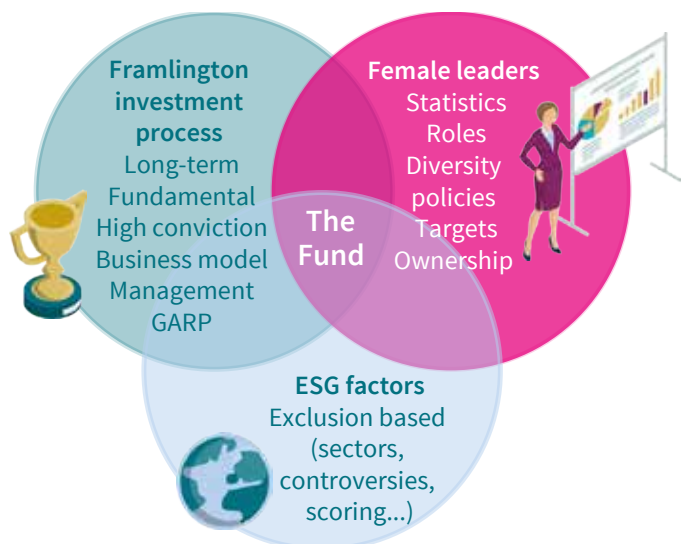 Framlington
investment
process
Long-term
Fundamental
High conviction
Business model
Management
GARP
Female leaders
Statistics
Roles
Diversity
policies
Targets
Ownership
The
Fund
ESG factors
Exclusion based
(sectors,
controversies,
scoring...)